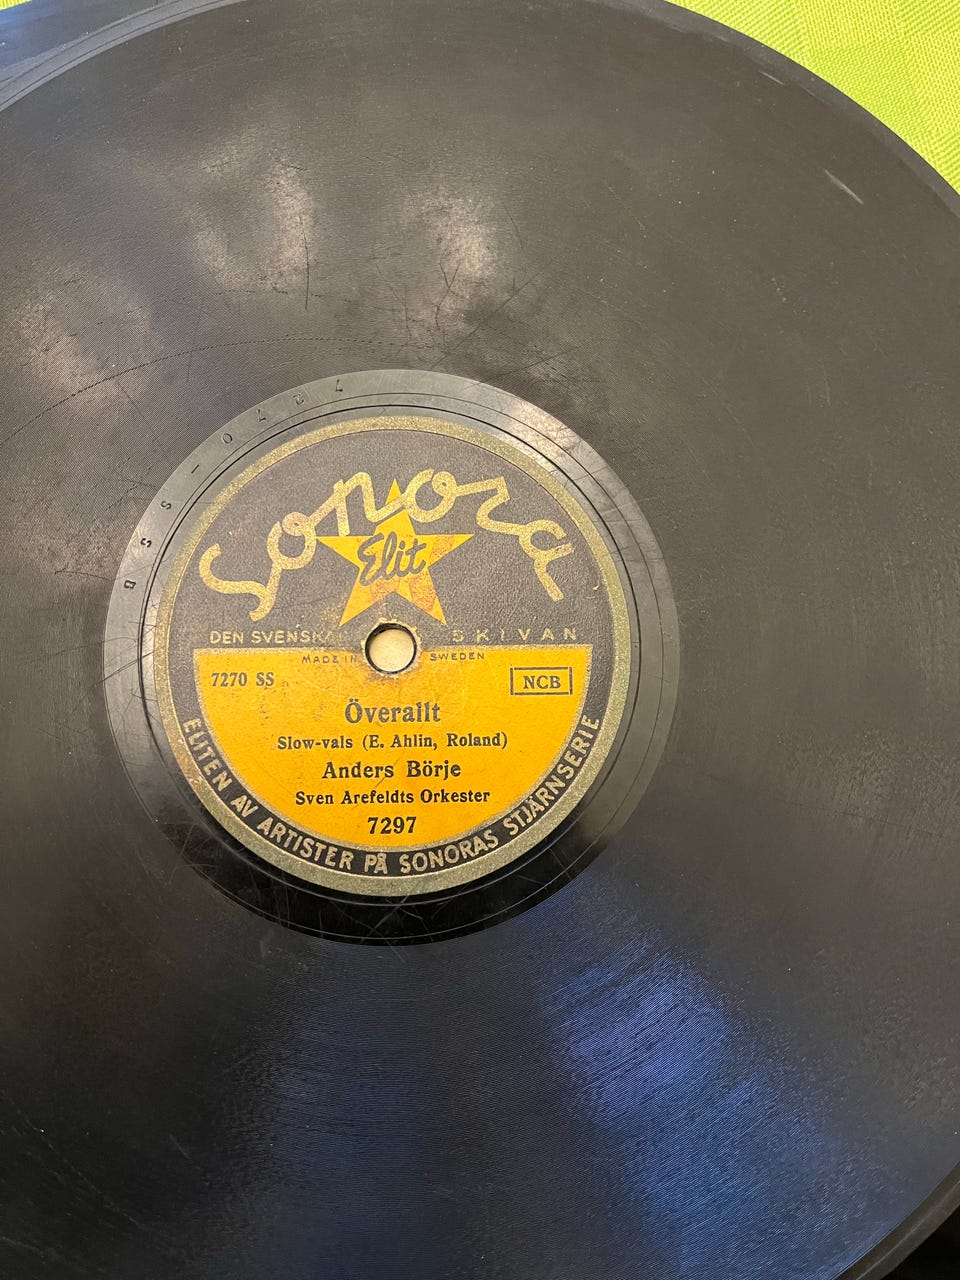 Sonora
Elit
DEN SVENSKA SKIVAN
MADE IN SWEDEN
7270 SS
NCB
Överallt
Slow-vals (E. Ahlin, Roland)
Anders Börje
Sven Arefeldts Orkester
7297
ELITEN AV ARTISTER PÅ SONORAS STJÄRNSERIE